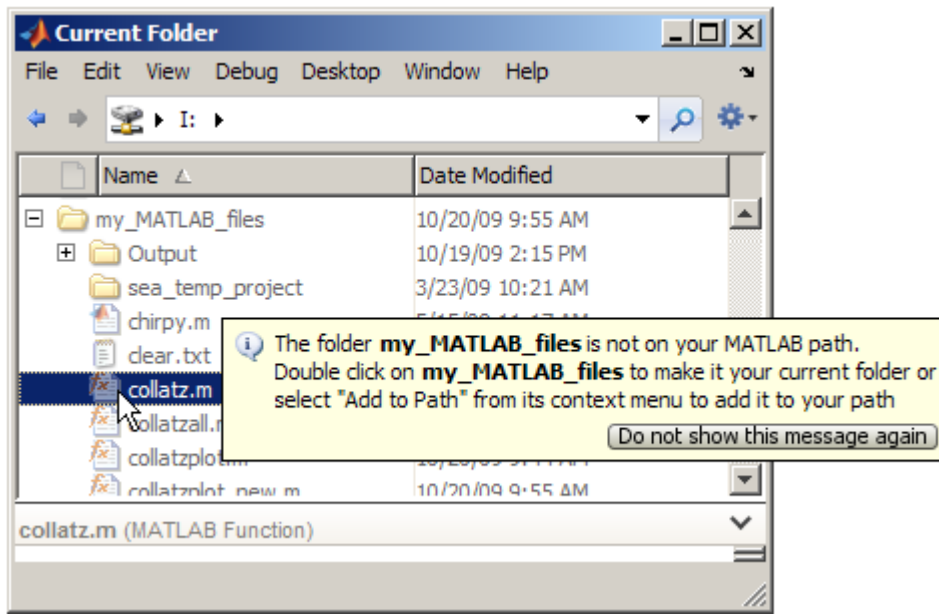 Current Folder
File Edit View Debug Desktop Window Help
I:
Name Date Modified
my_MATLAB_files 10/20/09 9:55 AM
Output 10/19/09 2:15 PM
sea_temp_project 3/23/09 10:21 AM
chirpy.m
The folder my_MATLAB_files is not on your MATLAB path.
clear.txt
Double click on my_MATLAB_files to make it your current folder or
collatz.m
select "Add to Path" from its context menu to add it to your path
Do not show this message again
collatzplot.m
collatzplot_new.m 10/20/09 9:55 AM
collatz.m (MATLAB Function)